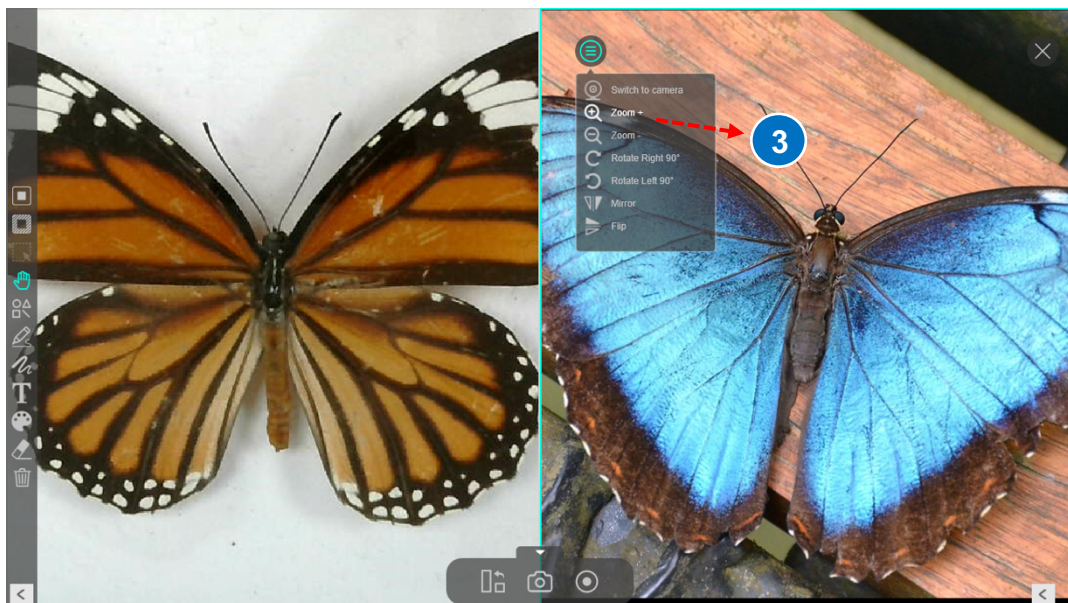 Switch to camera
Zoom +
3
Zoom -
Rotate Right 90°
Rotate Left 90°
Mirror
Flip
T